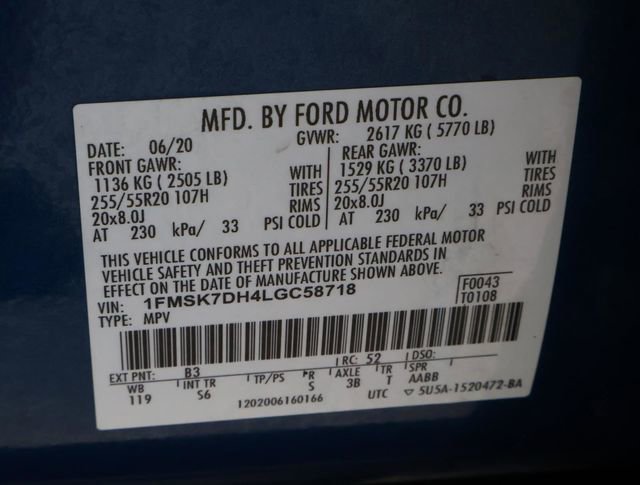 MFD. BY FORD MOTOR CO.
DATE: 06/20 GVWR: 2617 KG ( 5770 LB)
FRONT GAWR: REAR GAWR:
1136 KG ( 2505 LB) WITH 1529 KG ( 3370 LB) WITH
255/55R20 107H TIRES 255/55R20 107H TIRES
20x8.0J RIMS 20x8.0J RIMS
AT 230 kPa/ 33 PSI COLD AT 230 kPa/ 33 PSI COLD
THIS VEHICLE CONFORMS TO ALL APPLICABLE FEDERAL MOTOR
VEHICLE SAFETY AND THEFT PREVENTION STANDARDS IN
EFFECT ON THE DATE OF MANUFACTURE SHOWN ABOVE.
VIN: 1FMSK7DH4LGC58718 F0043
TYPE: MPV T0108
EXT PNT: B3 RC: 52 DSO:
WB INT TR TP/PS R AXLE TR SPR
119 S6 S 3B T AABB
1202006160166 UTC 5U5A-1520472-BA